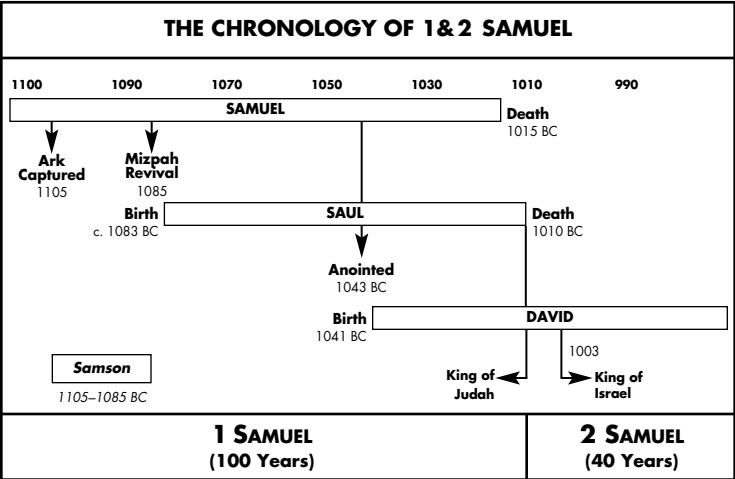 THE CHRONOLOGY OF 1&2 SAMUEL
1100 1090 1070 1050 1030 1010 990
SAMUEL
Death
1015 BC
Ark
Captured
1105
Mizpah
Revival
1085
Birth
c. 1083 BC
SAUL
Death
1010 BC
Anointed
1043 BC
Birth
1041 BC
DAVID
1003
Samson
1105–1085 BC
King of
Judah
King of
Israel
1 SAMUEL
(100 Years)
2 SAMUEL
(40 Years)